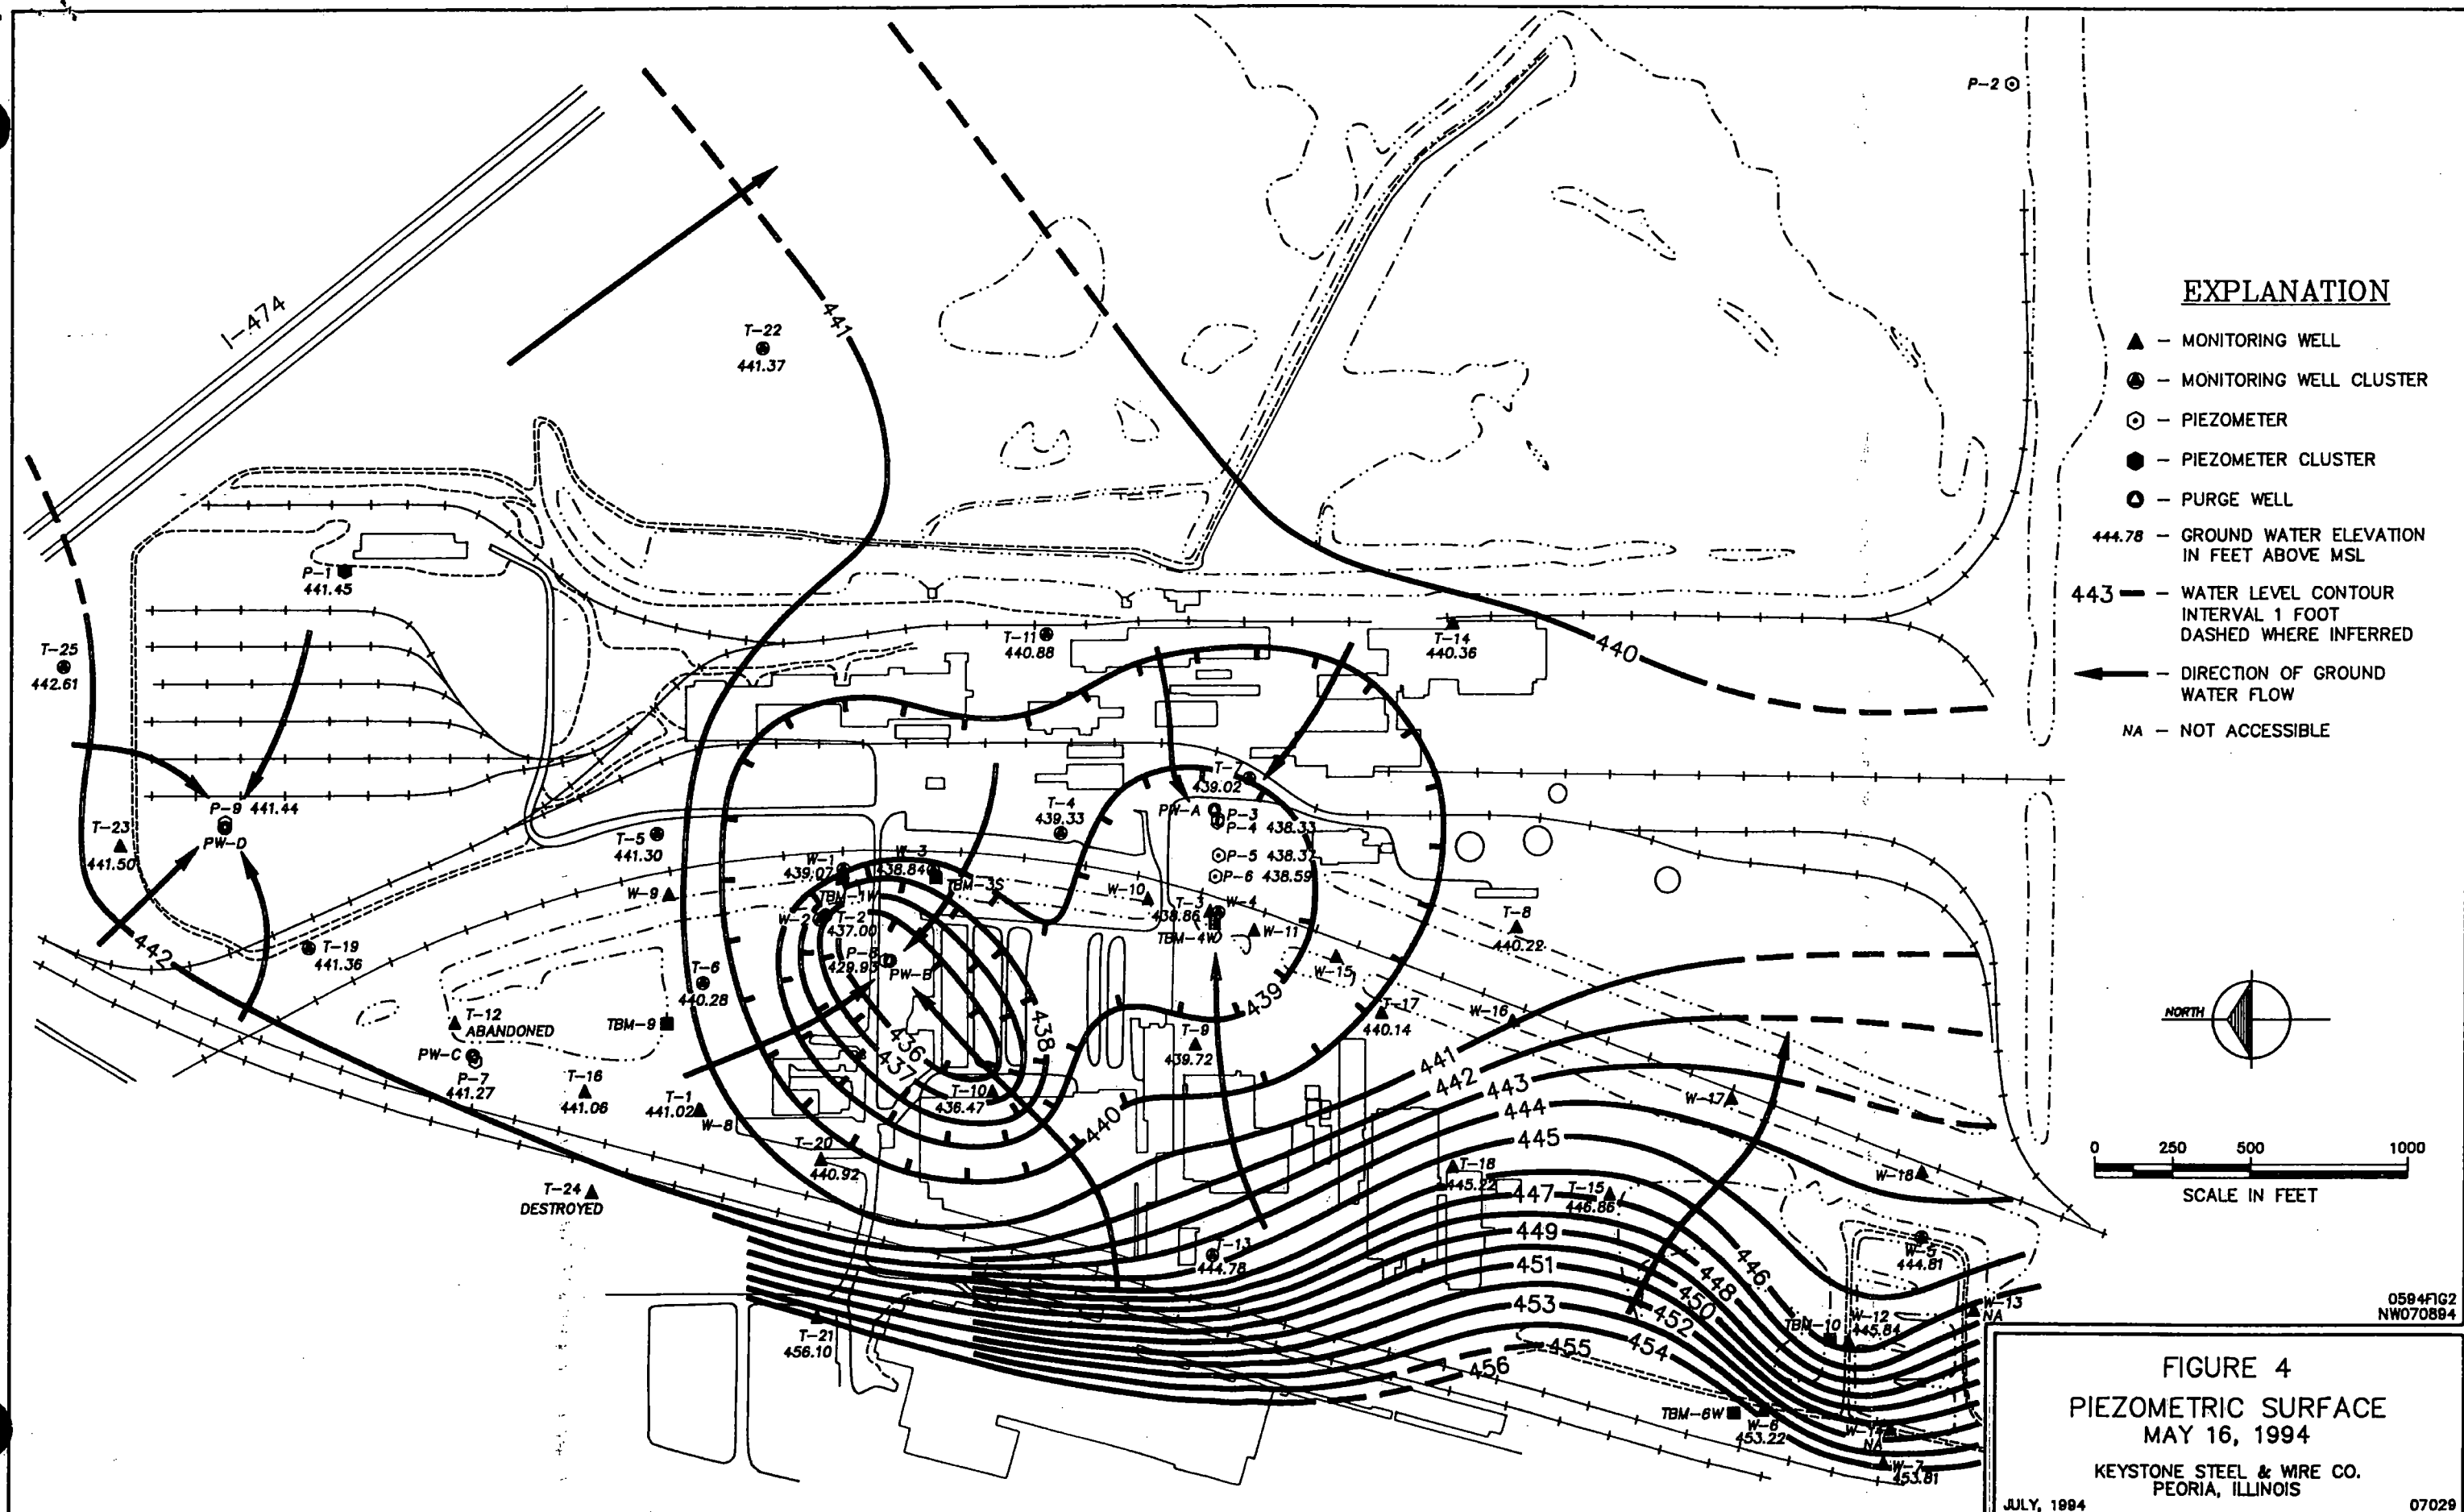 P-2
I-474
441
T-22
441.37
EXPLANATION
– MONITORING WELL
– MONITORING WELL CLUSTER
– PIEZOMETER
– PIEZOMETER CLUSTER
– PURGE WELL
444.78 – GROUND WATER ELEVATION
IN FEET ABOVE MSL
443 – WATER LEVEL CONTOUR
INTERVAL 1 FOOT
DASHED WHERE INFERRED
– DIRECTION OF GROUND
WATER FLOW
NA – NOT ACCESSIBLE
P-1
441.45
T-25
442.61
T-11
440.88
T-14
440.36
440
P-9 441.44
PW-D
T-23
441.50
T-5
441.30
T-4
439.33
T-7
439.02
PW-A
P-3
P-4 438.33
P-5 438.37
P-6 438.59
W-1
439.07
W-3
438.84
TBM-3S
TBM-1W
W-9
W-2
T-2
437.00
W-10
T-3
438.86
W-4
TBM-4W
W-11
T-8
440.22
442
T-19
441.36
P-8
429.93
PW-B
T-6
440.28
W-15
439
T-17
440.14
W-16
T-12
ABANDONED
TBM-9
436
437
438
T-9
439.72
PW-C
P-7
441.27
T-16
441.06
T-1
441.02
W-8
T-10
436.47
440
T-20
440.92
441
442
443
444
445
W-17
NORTH
0 250 500 1000
SCALE IN FEET
T-24
DESTROYED
T-18
445.22
447
T-15
446.86
W-18
449
451
453
455
446
448
450
452
454
456
T-13
444.78
W-5
444.81
T-21
456.10
TBM-10
W-12
445.84
W-13
NA
TBM-6W
W-6
453.22
W-14
NA
W-7
453.81
0594FIG2
NW070894
FIGURE 4
PIEZOMETRIC SURFACE
MAY 16, 1994
KEYSTONE STEEL & WIRE CO.
PEORIA, ILLINOIS
JULY, 1994 07029